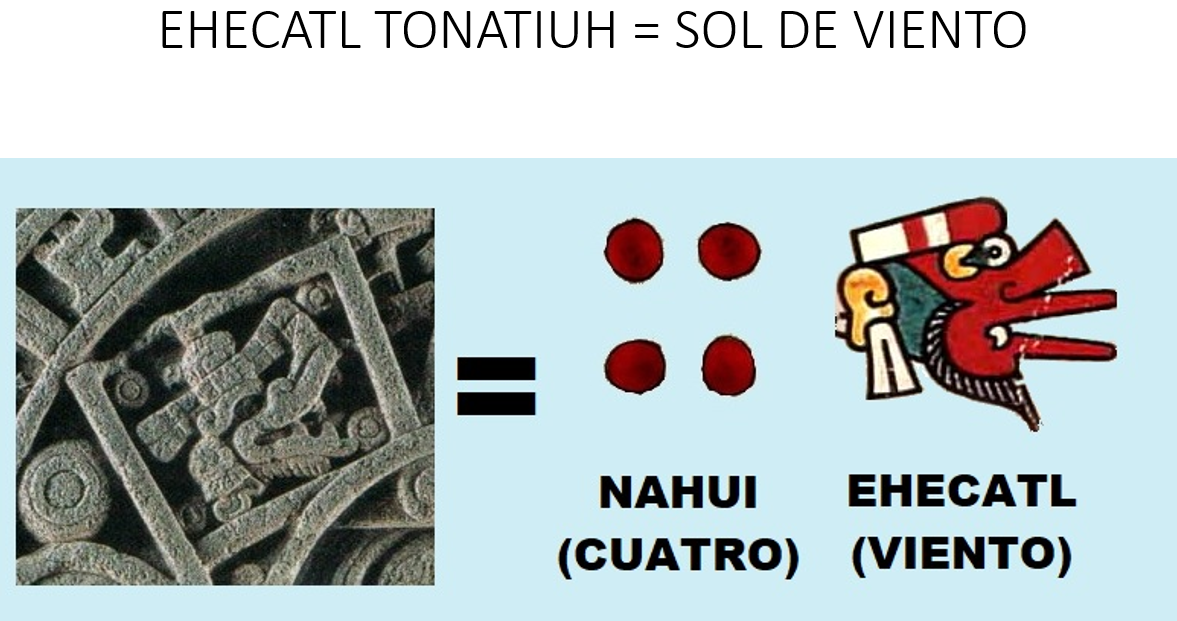 EHECATL TONATIUH = SOL DE VIENTO
=
NAHUI EHECATL
(CUATRO) (VIENTO)